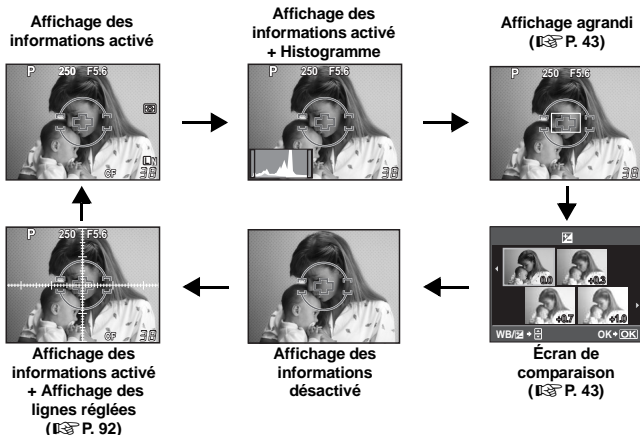 Affichage des
informations activé
P 250 F5.6
LN
CF 38
Affichage des
informations activé
+ Histogramme
P 250 F5.6
38
Affichage agrandi
(☞ P. 43)
P 250 F5.6
38
0.0 +0.3
+0.7 +1.0
WB/ OK OK
Écran de
comparaison
(☞ P. 43)
Affichage des
informations
désactivé
P 250 F5.6
CF 38
Affichage des
informations activé
+ Affichage des
lignes réglées
(☞ P. 92)